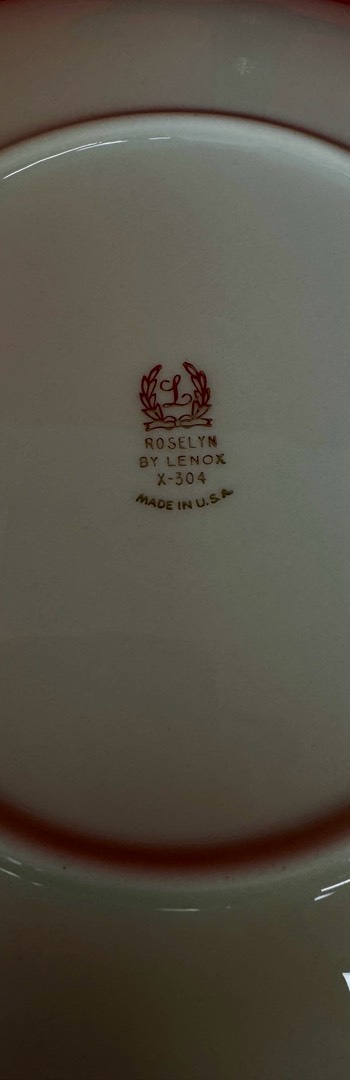 L
ROSELYN
BY LENOX
X-304
MADE IN U.S.A.